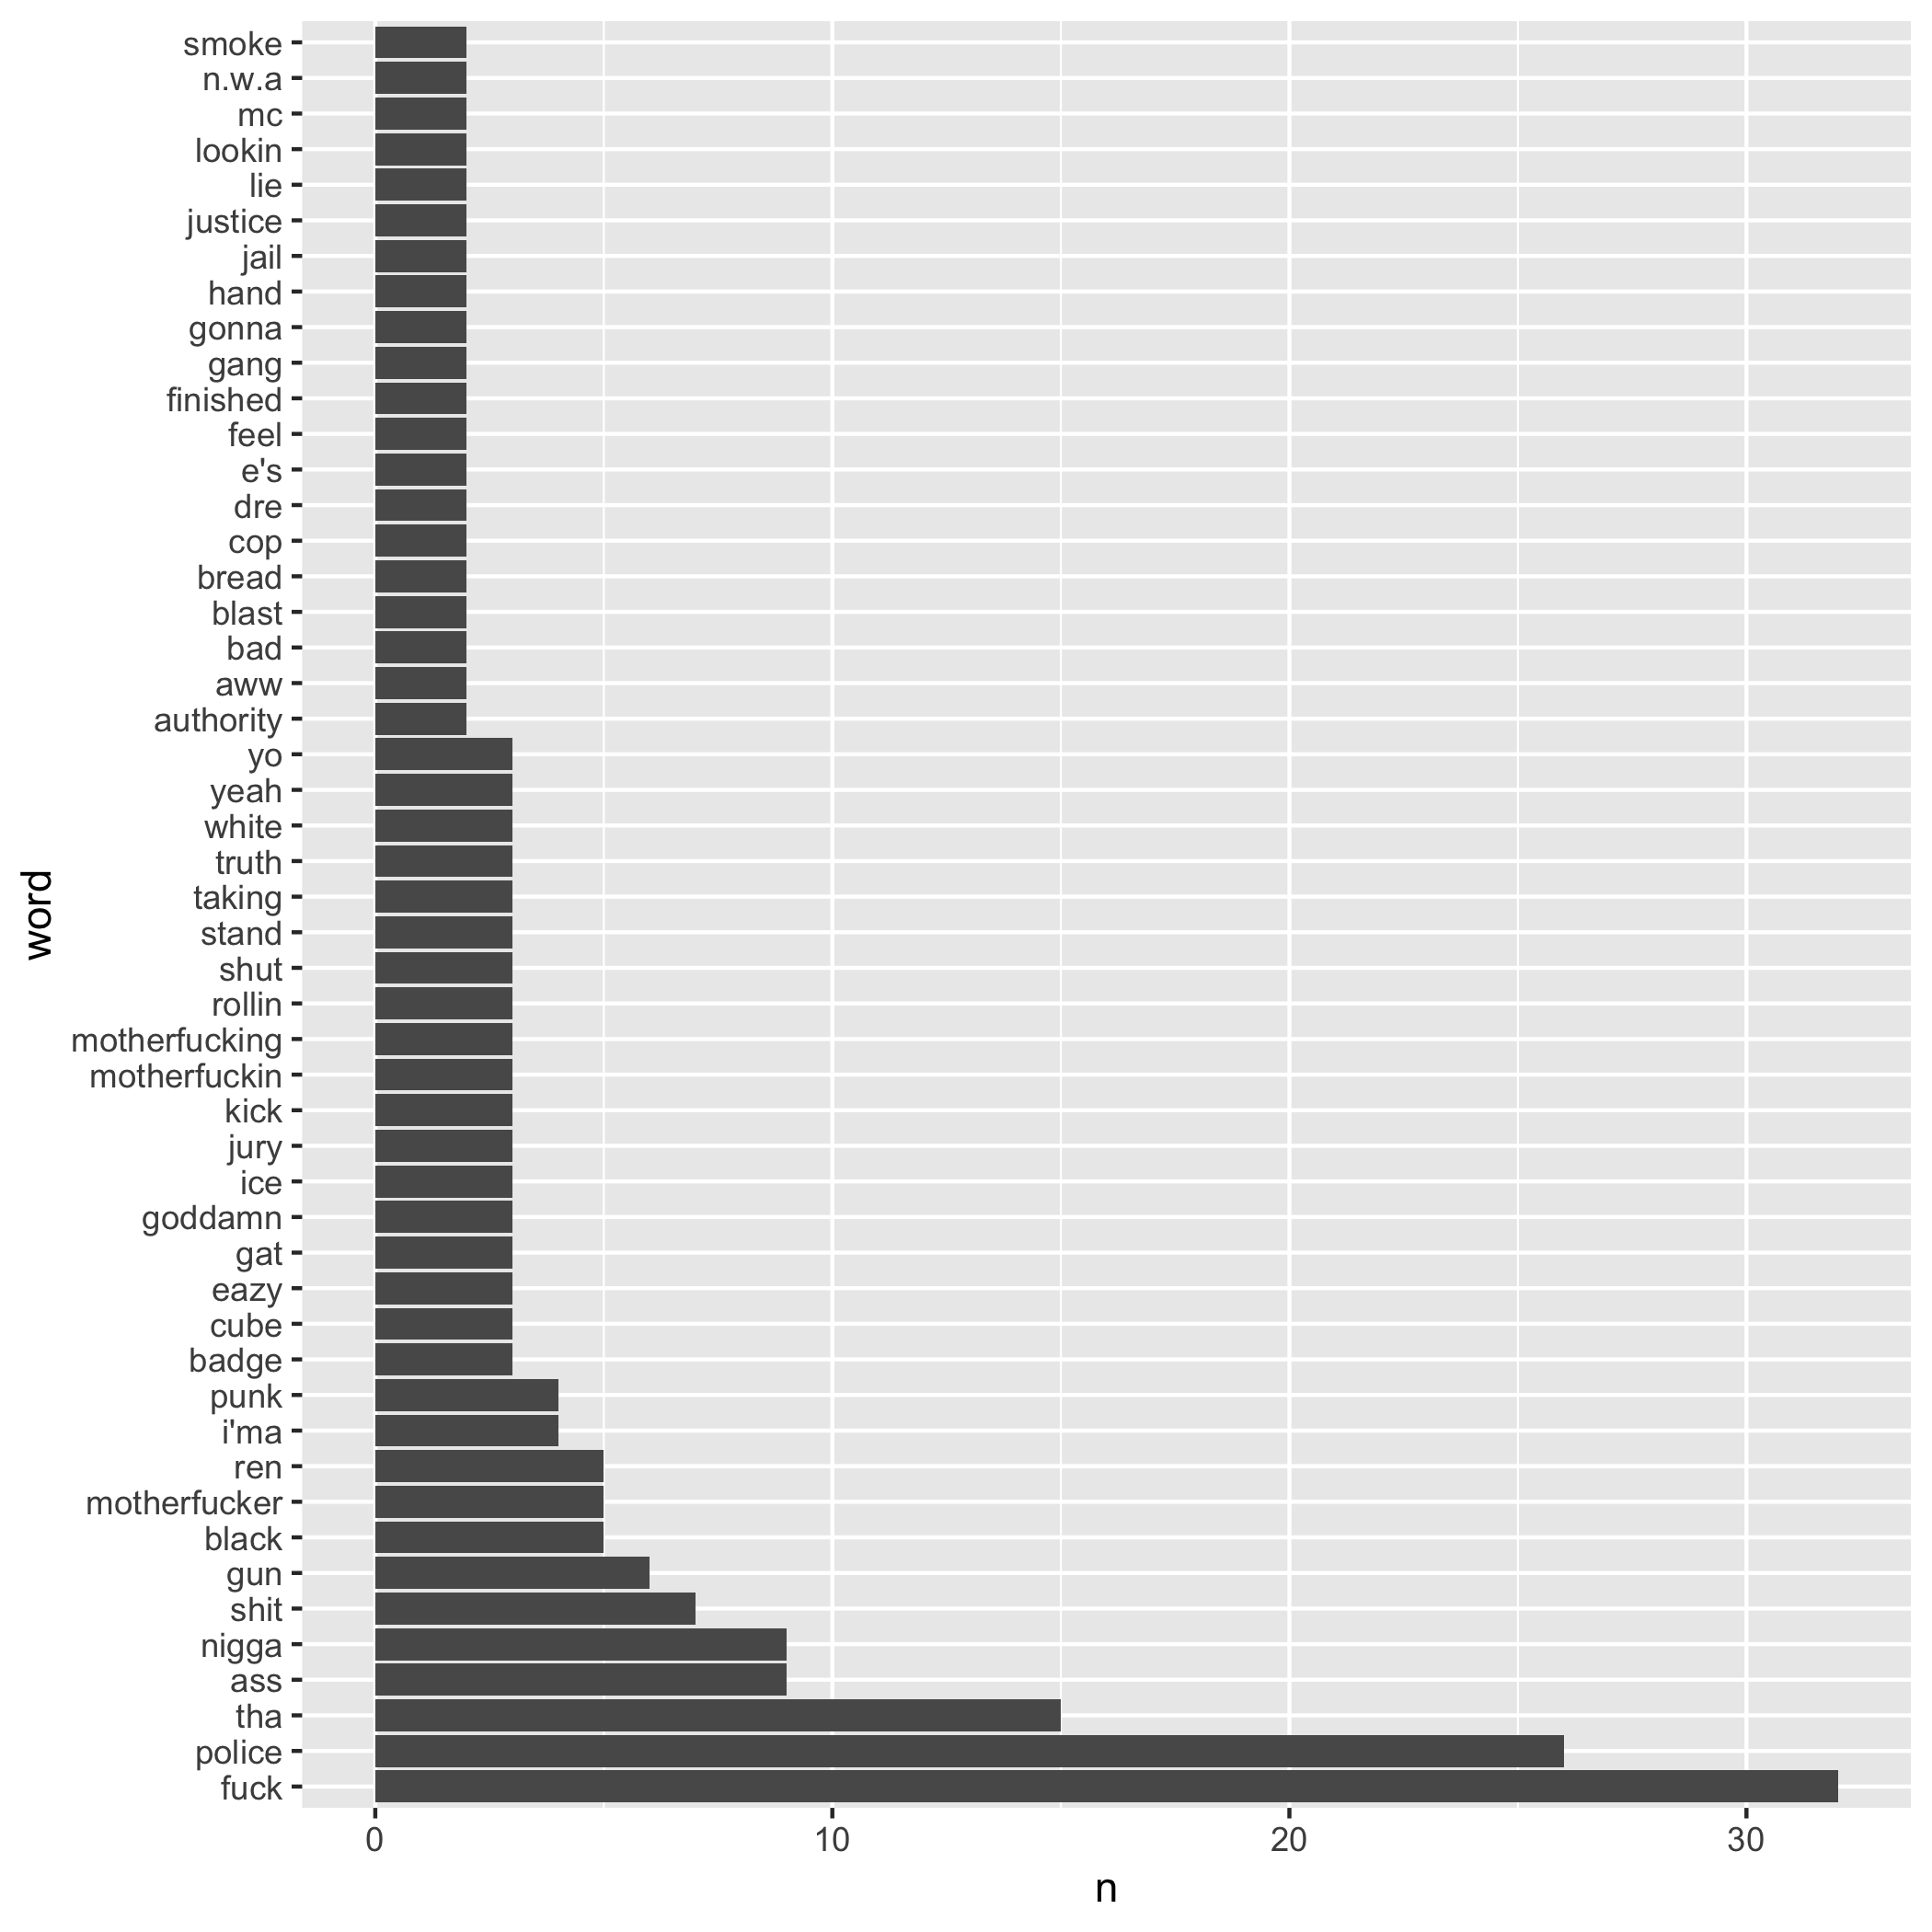 smoke
n.w.a
mc
lookin
lie
justice
jail
hand
gonna
gang
finished
feel
e's
dre
cop
bread
blast
bad
aww
authority
yo
yeah
white
truth
taking
stand
shut
rollin
motherfucking
motherfuckin
kick
jury
ice
goddamn
gat
eazy
cube
badge
punk
i'ma
ren
motherfucker
black
gun
shit
nigga
ass
tha
police
fuck
word
0 10 20 30
n